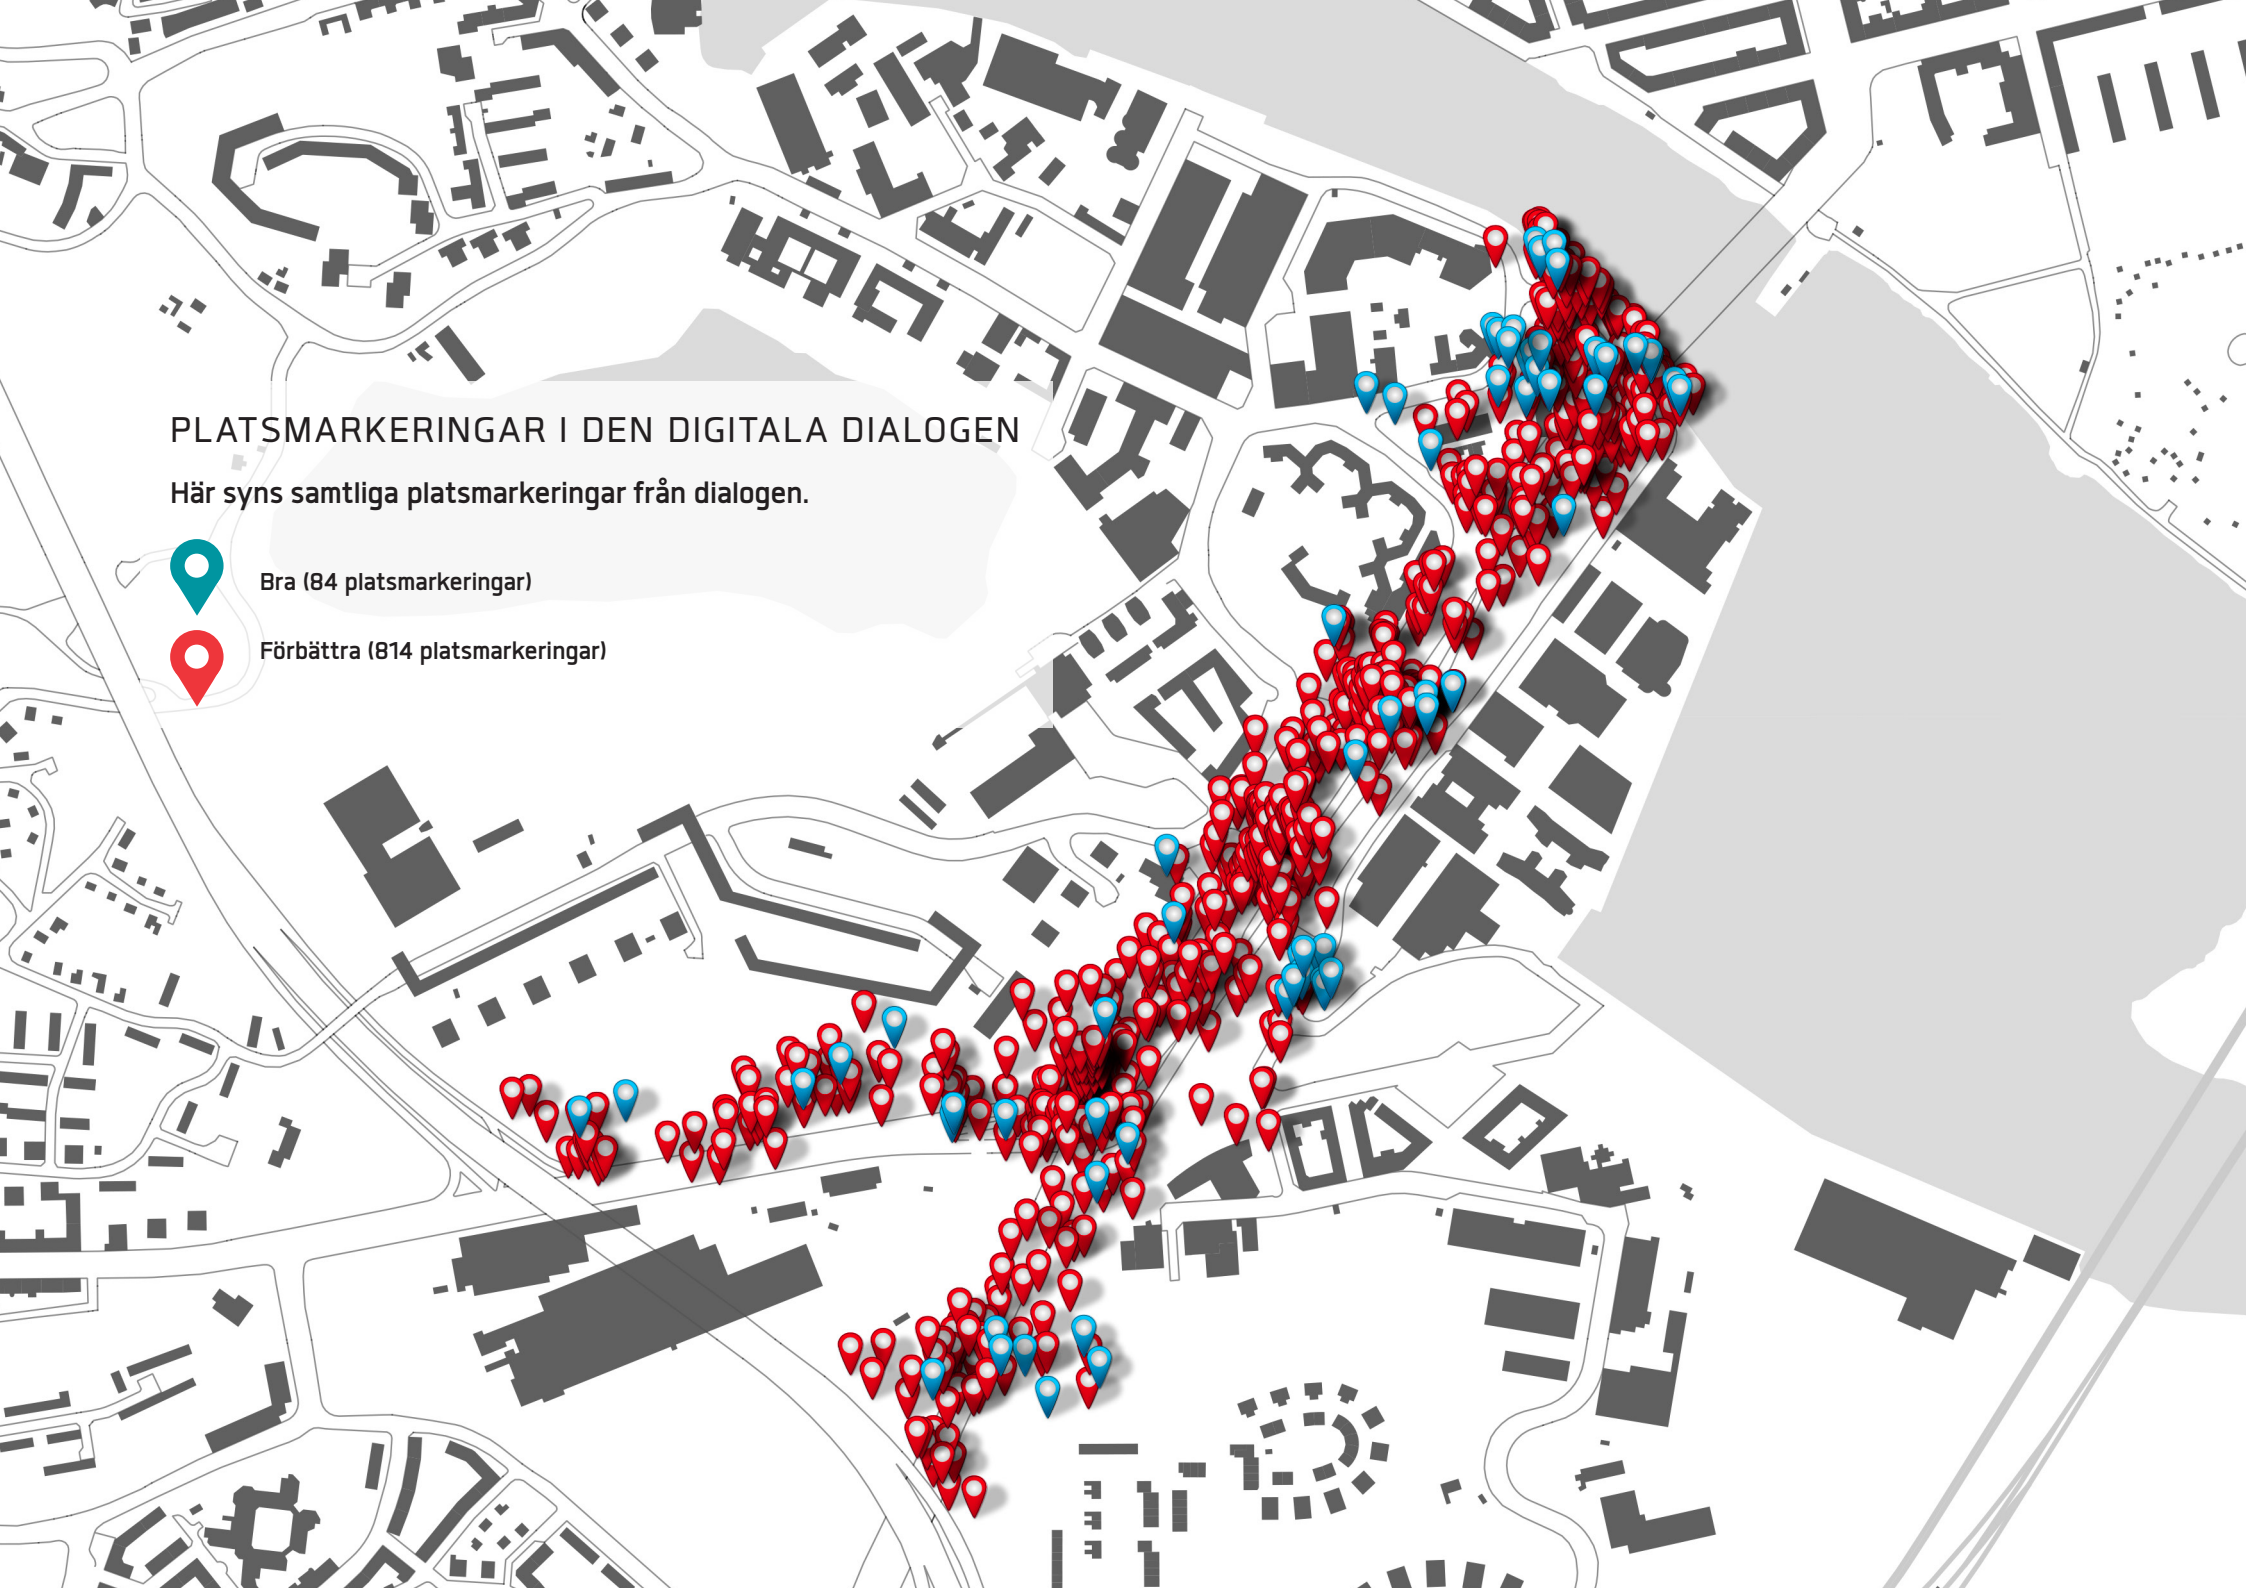 PLATSMARKERINGAR I DEN DIGITALA DIALOGEN
Här syns samtliga platsmarkeringar från dialogen.
Bra (84 platsmarkeringar)
Förbättra (814 platsmarkeringar)